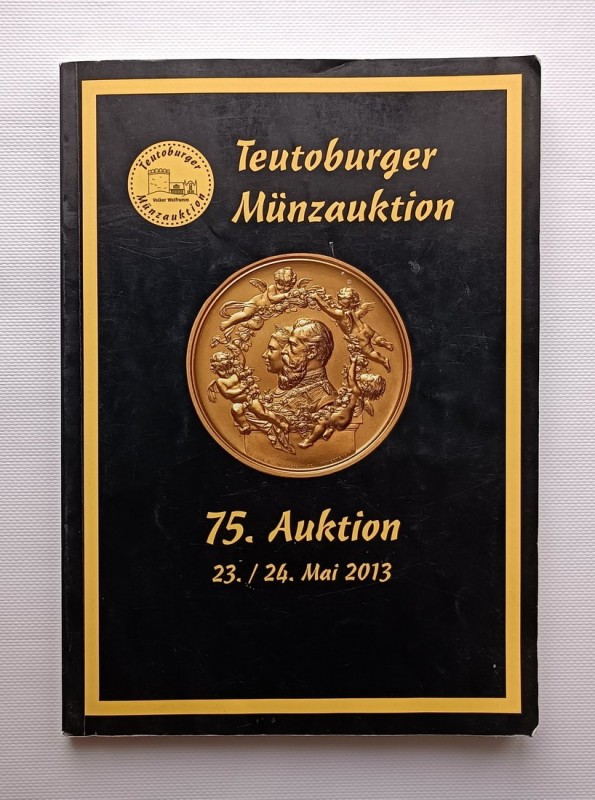 Teutoburger
Münzauktion
Volker Wolframm
Teutoburger
Münzauktion
75. Auktion
23. / 24. Mai 2013